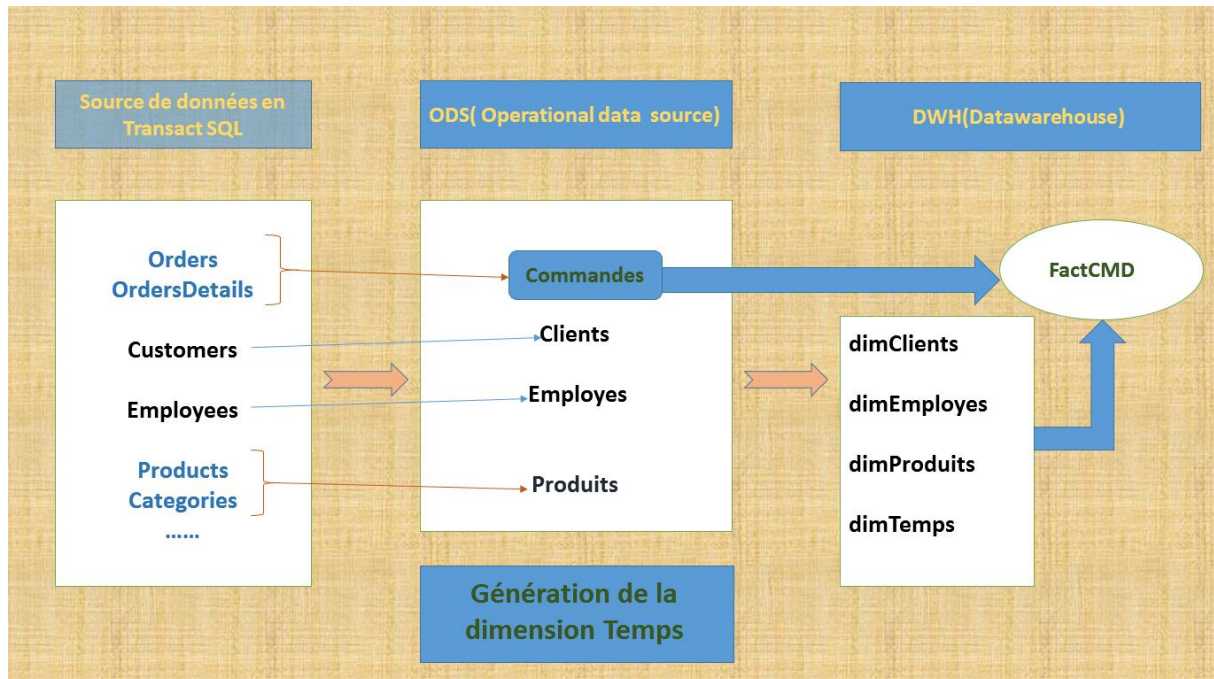 Source de données en
Transact SQL
ODS( Operational data source)
DWH(Datawarehouse)
Orders
OrdersDetails
Customers
Employees
Products
Categories
......
Commandes
Clients
Employes
Produits
Génération de la
dimension Temps
FactCMD
dimClients
dimEmployes
dimProduits
dimTemps